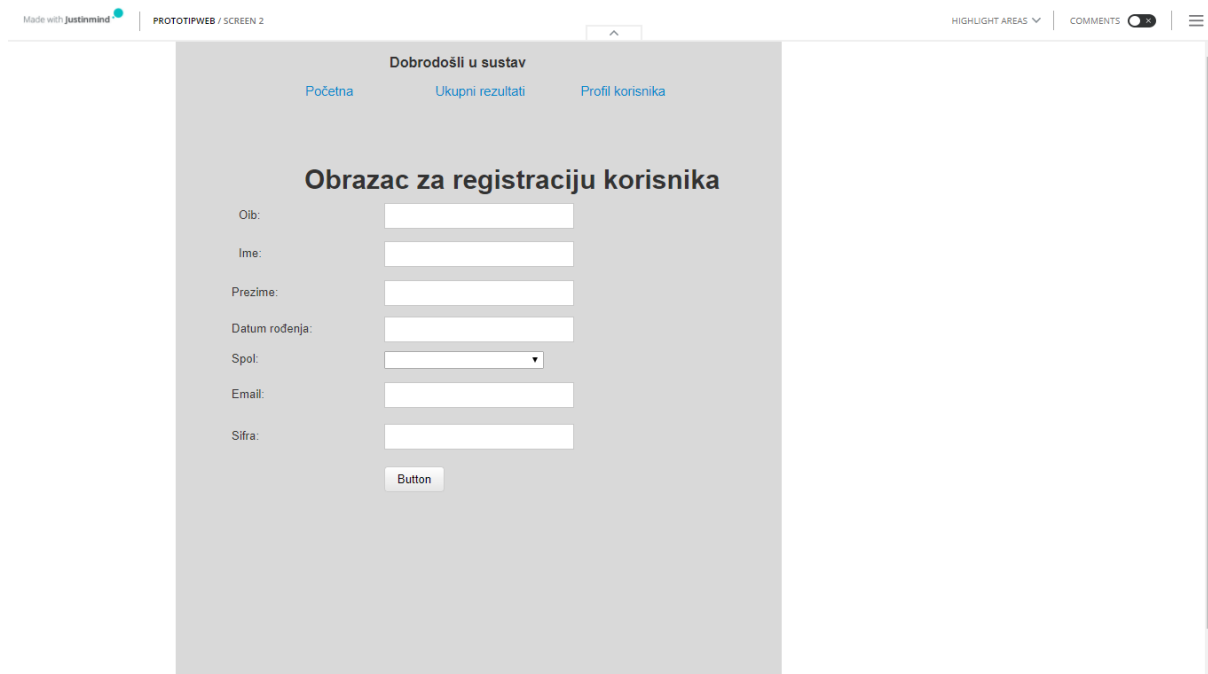 Made with justinmind PROTOTIPWEB / SCREEN 2 HIGHLIGHT AREAS COMMENTS
Dobrodošli u sustav
Početna Ukupni rezultati Profil korisnika
Obrazac za registraciju korisnika
Oib:
Ime:
Prezime:
Datum rođenja:
Spol:
Email:
Sifra:
Button